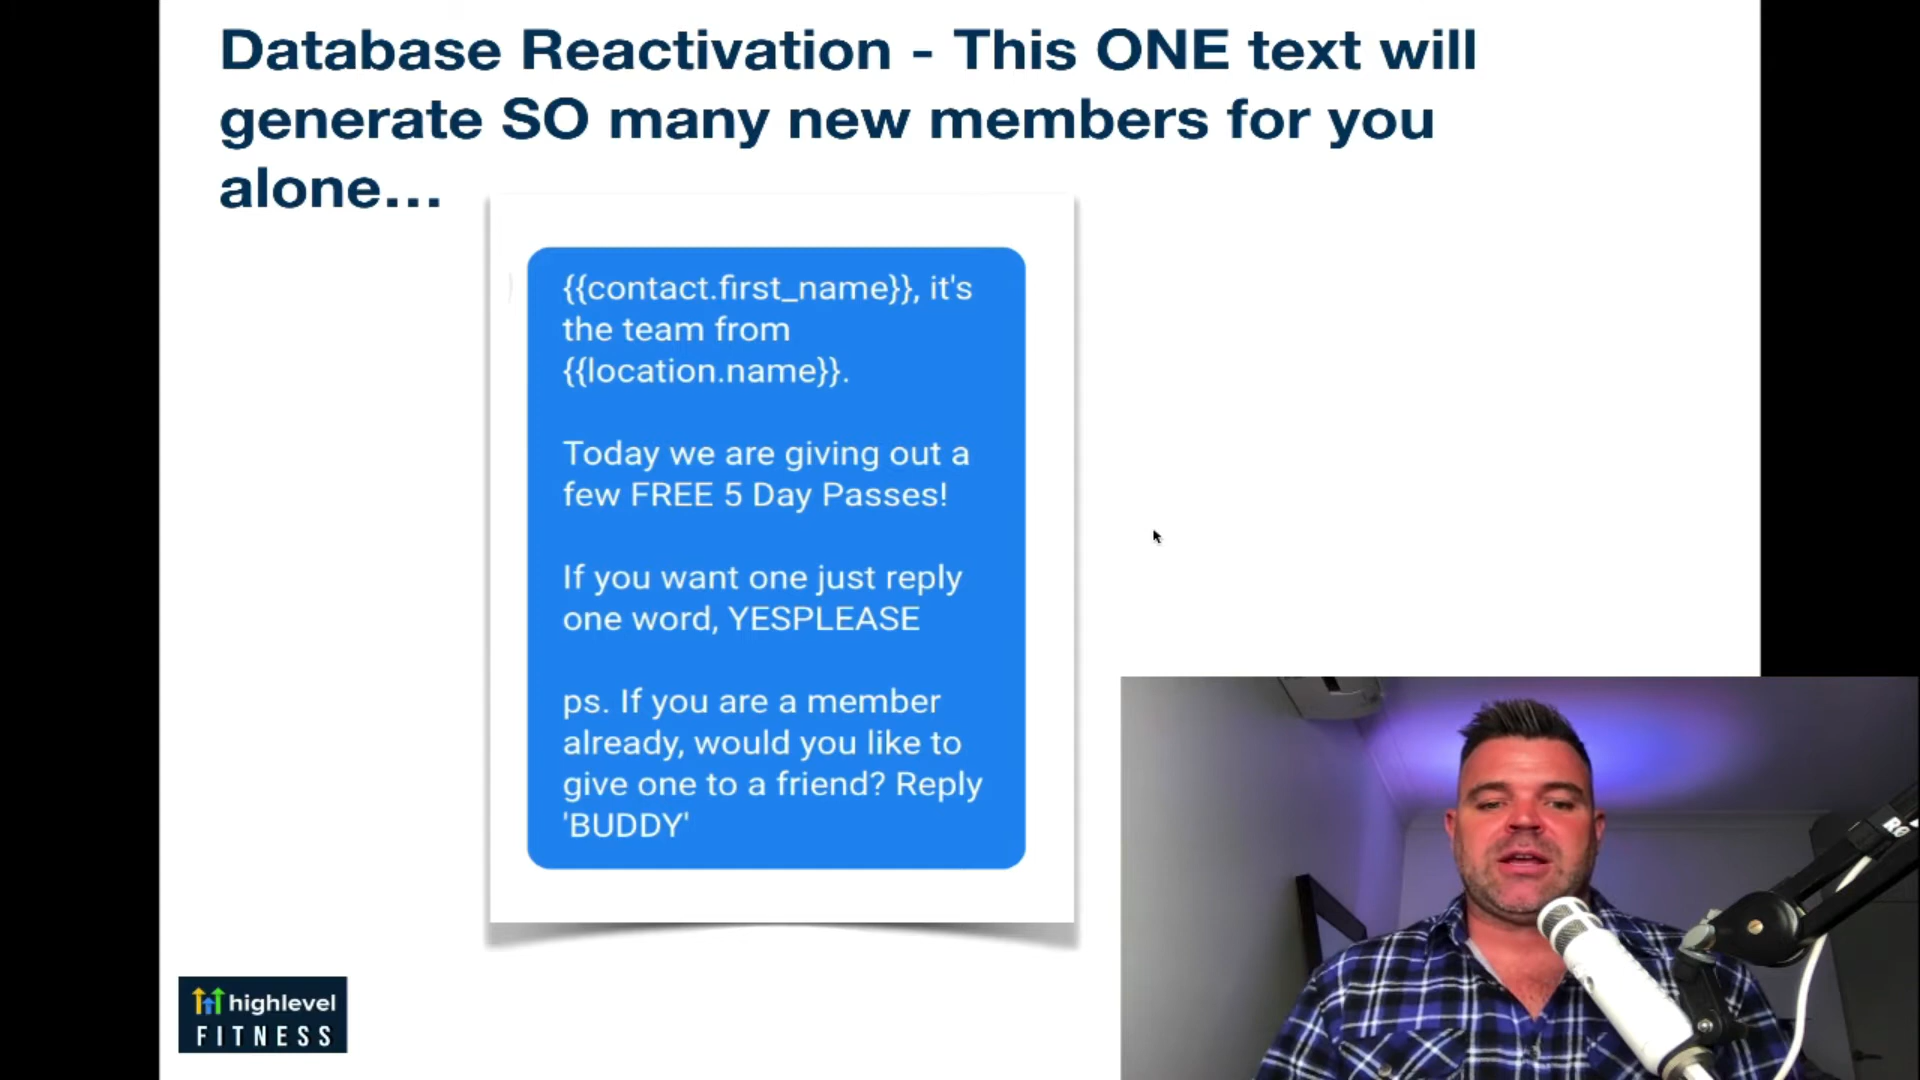 Database Reactivation - This ONE text will
generate SO many new members for you
alone...
{{contact.first_name}}, it's
the team from
{{location.name}}.
Today we are giving out a
few FREE 5 Day Passes!
If you want one just reply
one word, YESPLEASE
ps. If you are a member
already, would you like to
give one to a friend? Reply
'BUDDY'
highlevel
FITNESS